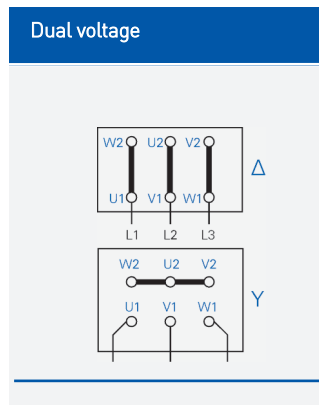 Dual voltage
W2 U2 V2
Δ
U1 V1 W1
L1 L2 L3
W2 U2 V2
Y
U1 V1 W1